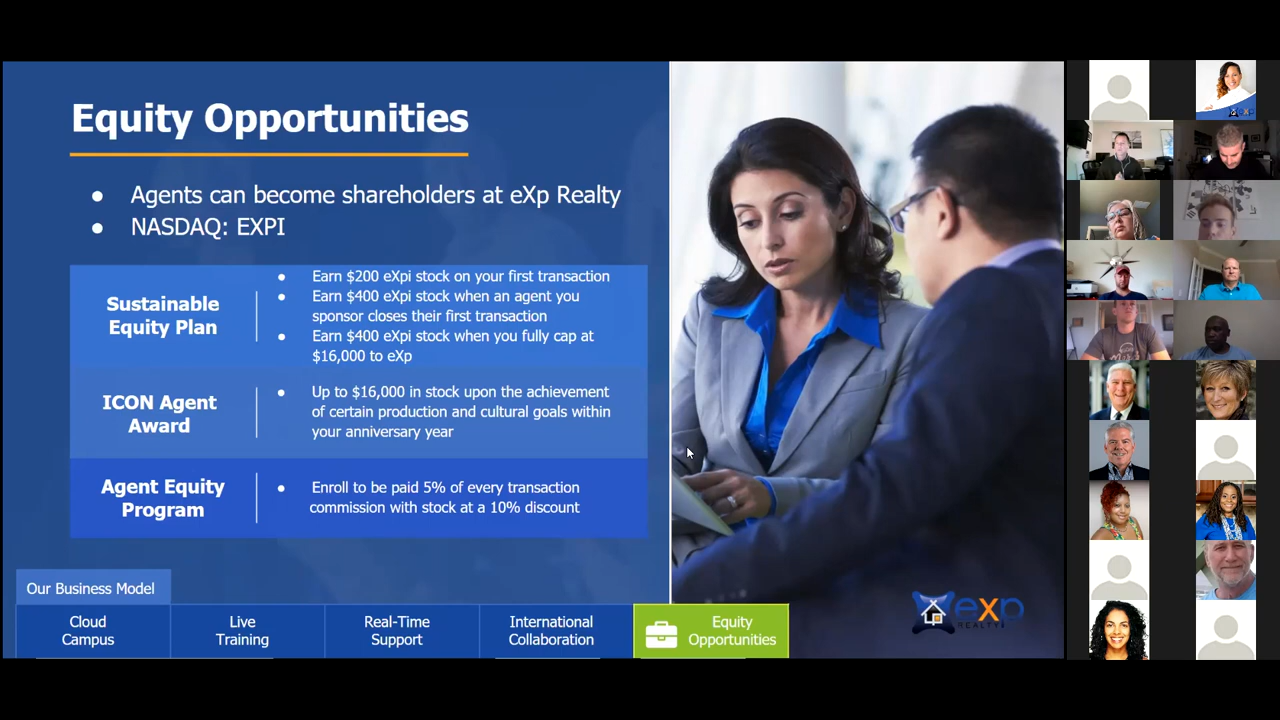 Equity Opportunities
● Agents can become shareholders at eXp Realty
● NASDAQ: EXPI
Sustainable
Equity Plan
● Earn $200 eXpi stock on your first transaction
● Earn $400 eXpi stock when an agent you
sponsor closes their first transaction
● Earn $400 eXpi stock when you fully cap at
$16,000 to eXp
ICON Agent
Award
● Up to $16,000 in stock upon the achievement
of certain production and cultural goals within
your anniversary year
Agent Equity
Program
● Enroll to be paid 5% of every transaction
commission with stock at a 10% discount
Our Business Model
Cloud
Campus
Live
Training
Real-Time
Support
International
Collaboration
Equity
Opportunities
eXp
REALTY
eXp